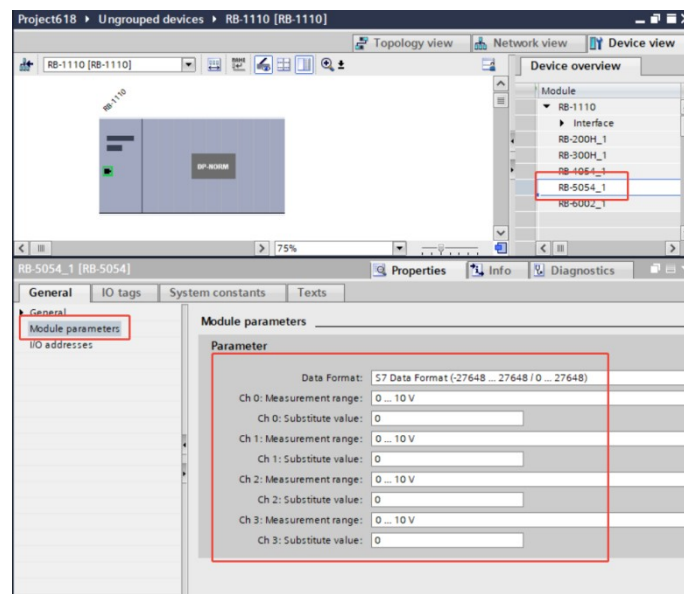 Project618 ▸ Ungrouped devices ▸ RB-1110 [RB-1110]
Topology view Network view Device view
RB-1110 [RB-1110]
Device overview
Module
RB-1110
DP-NORM
RB-1110
Interface
RB-200H_1
RB-300H_1
RB-4054_1
RB-5054_1
RB-6002_1
75%
RB-5054_1 [RB-5054]
Properties Info Diagnostics
General IO tags System constants Texts
General
Module parameters
I/O addresses
Module parameters
Parameter
Data Format: S7 Data Format (-27648 ... 27648 / 0 ... 27648)
Ch 0: Measurement range: 0 ... 10 V
Ch 0: Substitute value: 0
Ch 1: Measurement range: 0 ... 10 V
Ch 1: Substitute value: 0
Ch 2: Measurement range: 0 ... 10 V
Ch 2: Substitute value: 0
Ch 3: Measurement range: 0 ... 10 V
Ch 3: Substitute value: 0